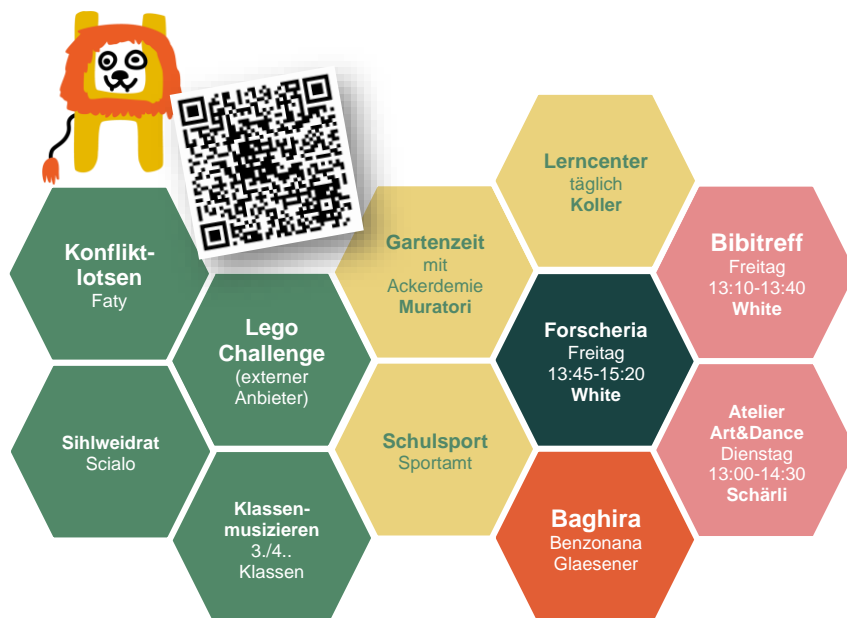 Konflikt-
lotsen
Faty
Lego
Challenge
(externer
Anbieter)
Sihlweidrat
Scialo
Klassen-
musizieren
3./4..
Klassen
Gartenzeit
mit
Ackerdemie
Muratori
Schulsport
Sportamt
Lerncenter
täglich
Koller
Forscheria
Freitag
13:45-15:20
White
Baghira
Benzonana
Glaesener
Bibitreff
Freitag
13:10-13:40
White
Atelier
Art&Dance
Dienstag
13:00-14:30
Schärli